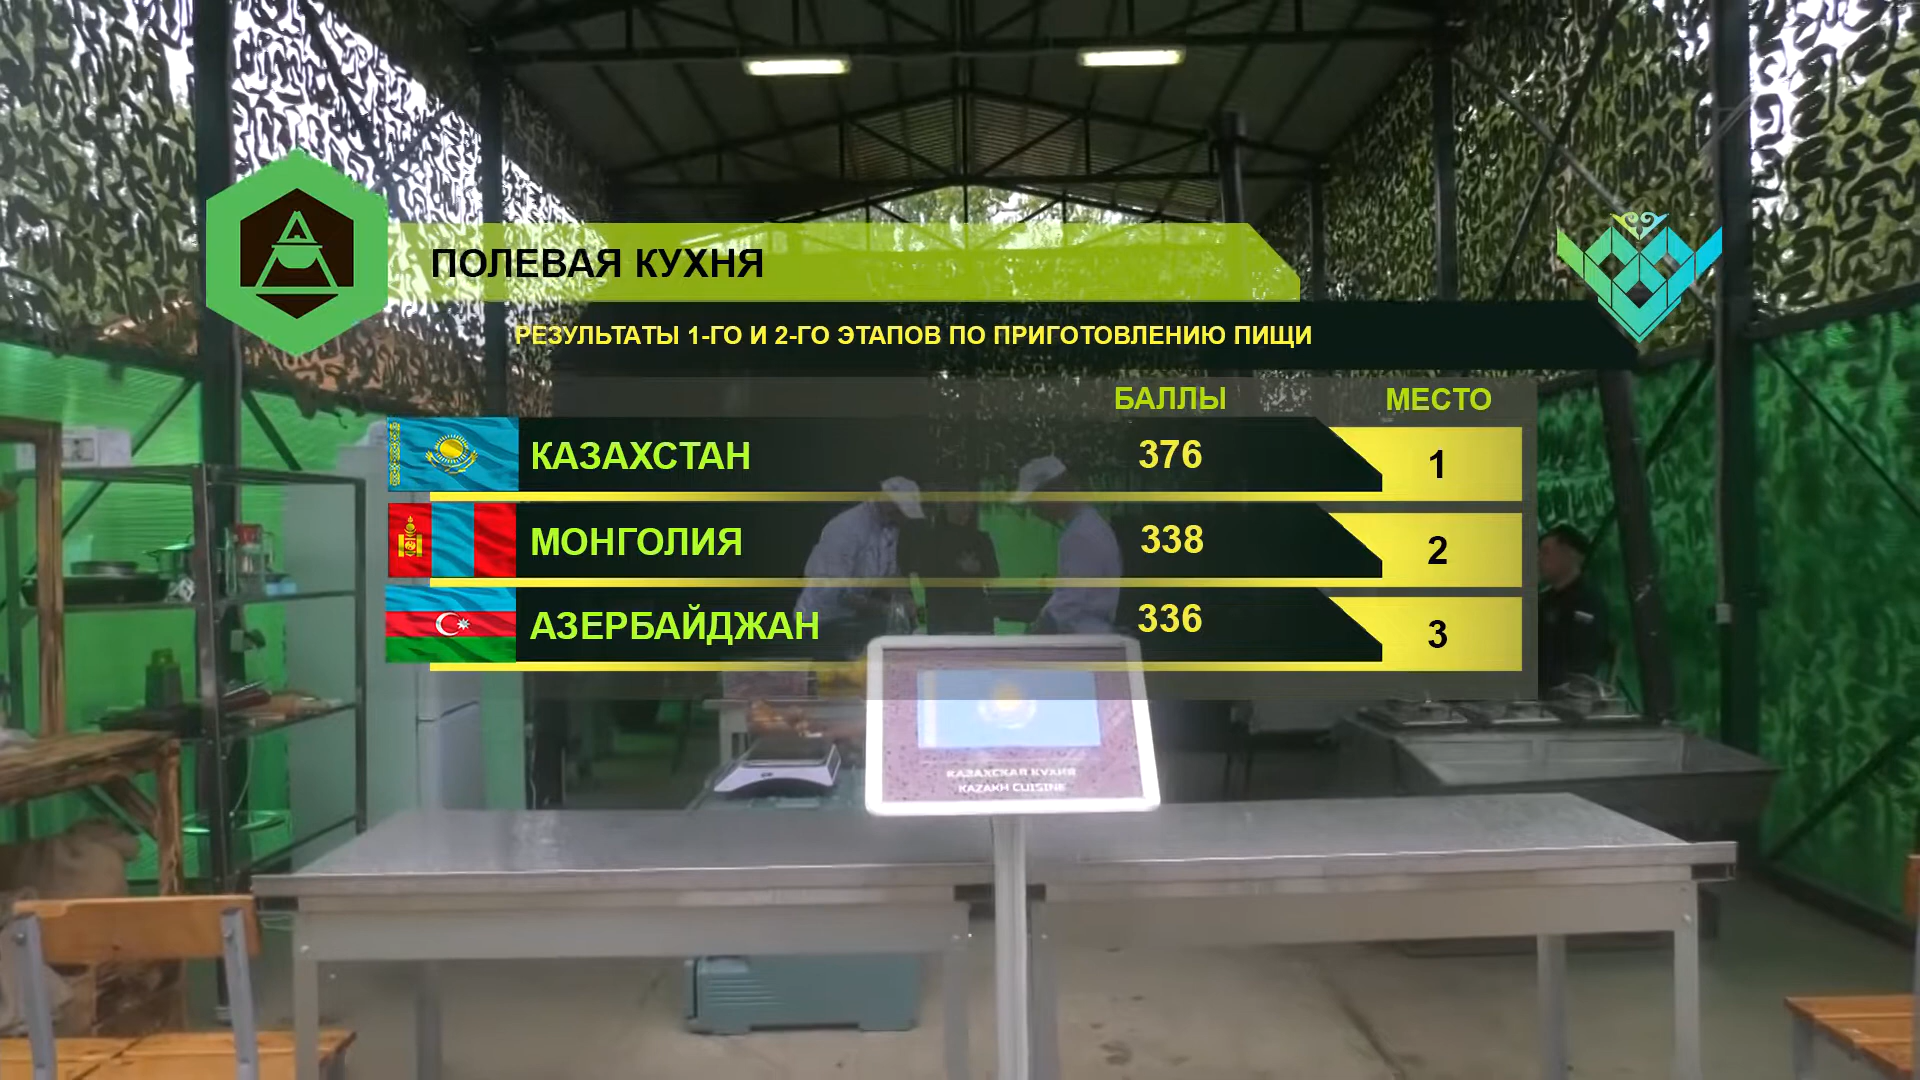 ПОЛЕВАЯ КУХНЯ
РЕЗУЛЬТАТЫ 1-ГО И 2-ГО ЭТАПОВ ПО ПРИГОТОВЛЕНИЮ ПИЩИ
БАЛЛЫ МЕСТО
КАЗАХСТАН 376 1
МОНГОЛИЯ 338 2
АЗЕРБАЙДЖАН 336 3
КАЗАХСКАЯ КУХНЯ
KAZAKH CUISINE